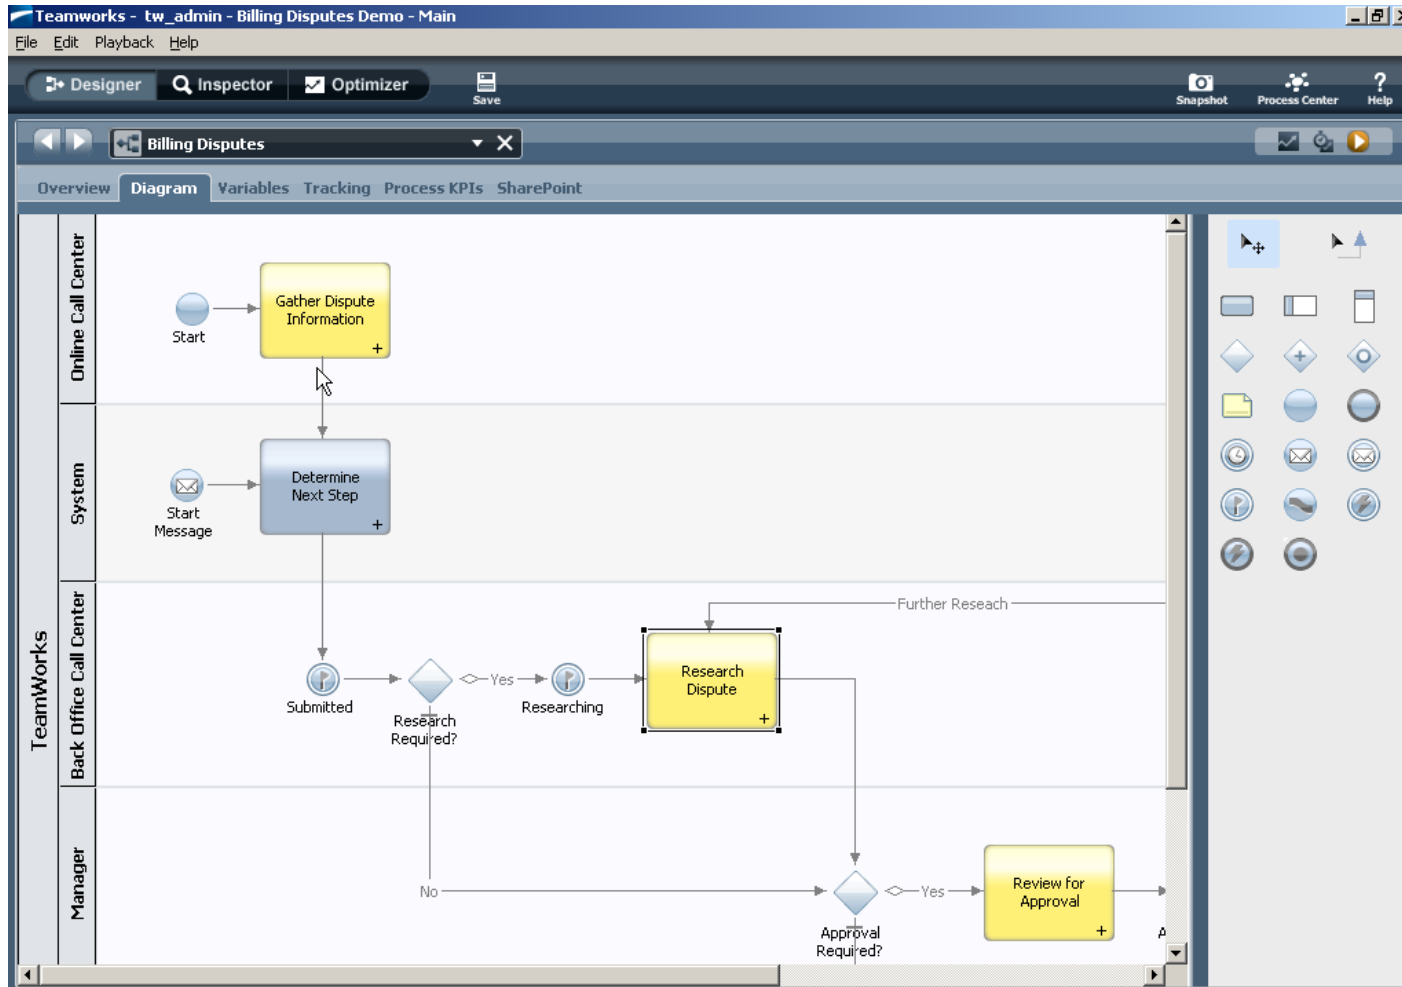 Teamworks - tw_admin - Billing Disputes Demo - Main
File Edit Playback Help
Designer Inspector Optimizer Save Snapshot Process Center Help
Billing Disputes
Overview Diagram Variables Tracking Process KPIs SharePoint
TeamWorks
Online Call Center
Start
Gather Dispute
Information
System
Start
Message
Determine
Next Step
Back Office Call Center
Further Reseach
Submitted
Research
Required?
Yes
Researching
Research
Dispute
Manager
No
Approval
Required?
Yes
Review for
Approval
A